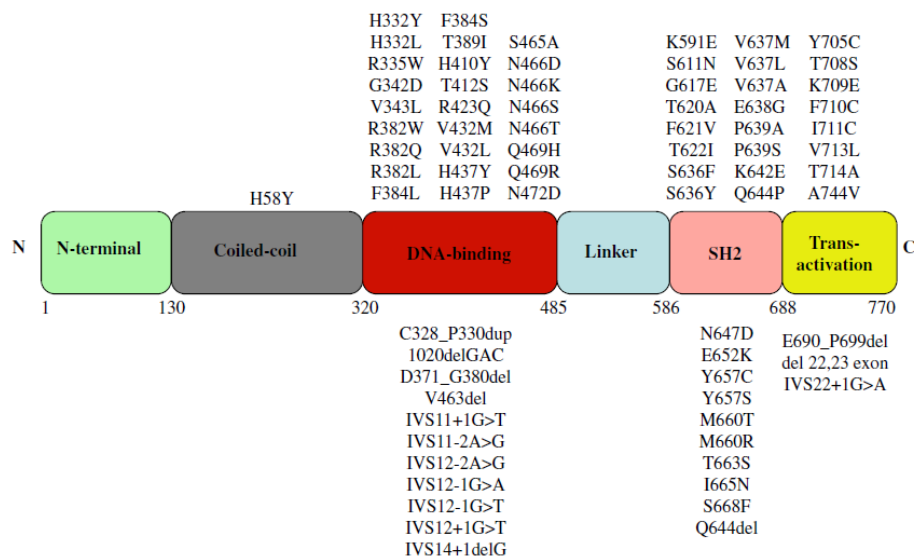 H332Y F384S
H332L T389I S465A K591E V637M Y705C
R335W H410Y N466D S611N V637L T708S
G342D T412S N466K G617E V637A K709E
V343L R423Q N466S T620A E638G F710C
R382W V432M N466T F621V P639A I711C
R382Q V432L Q469H T622I P639S V713L
R382L H437Y Q469R S636F K642E T714A
F384L H437P N472D S636Y Q644P A744V
H58Y
N N-terminal Coiled-coil DNA-binding Linker SH2 Trans-
activation C
1 130 320 485 586 688 770
C328_P330dup
1020delGAC
D371_G380del
V463del
IVS11+1G>T
IVS11-2A>G
IVS12-2A>G
IVS12-1G>A
IVS12-1G>T
IVS12+1G>T
IVS14+1delG
N647D
E652K
Y657C
Y657S
M660T
M660R
T663S
I665N
S668F
Q644del
E690_P699del
del 22,23 exon
IVS22+1G>A